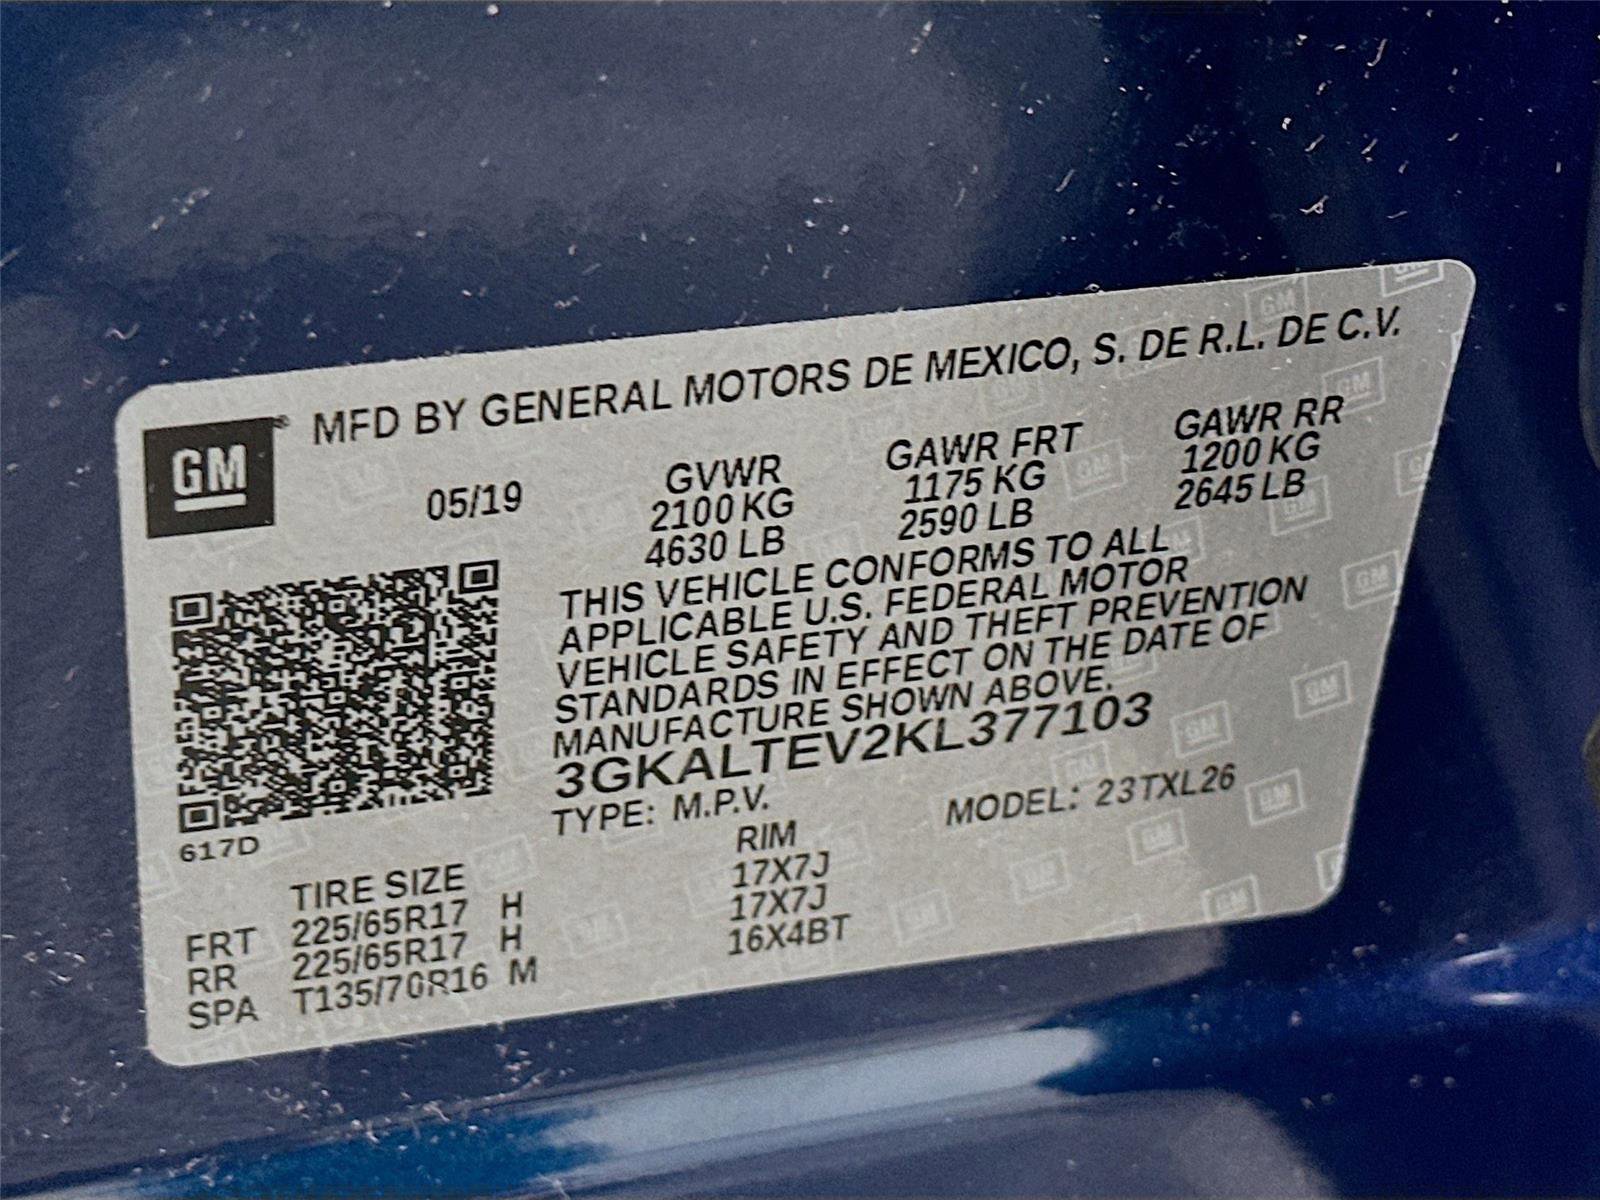 GM® MFD BY GENERAL MOTORS DE MEXICO, S. DE R.L. DE C.V.
05/19 GVWR GAWR FRT GAWR RR
2100 KG 1175 KG 1200 KG
4630 LB 2590 LB 2645 LB
THIS VEHICLE CONFORMS TO ALL
APPLICABLE U.S. FEDERAL MOTOR
VEHICLE SAFETY AND THEFT PREVENTION
STANDARDS IN EFFECT ON THE DATE OF
MANUFACTURE SHOWN ABOVE.
3GKALTEV2KL377103
TYPE: M.P.V. MODEL: 23TXL26
617D
TIRE SIZE RIM
FRT 225/65R17 H 17X7J
RR 225/65R17 H 17X7J
SPA T135/70R16 M 16X4BT